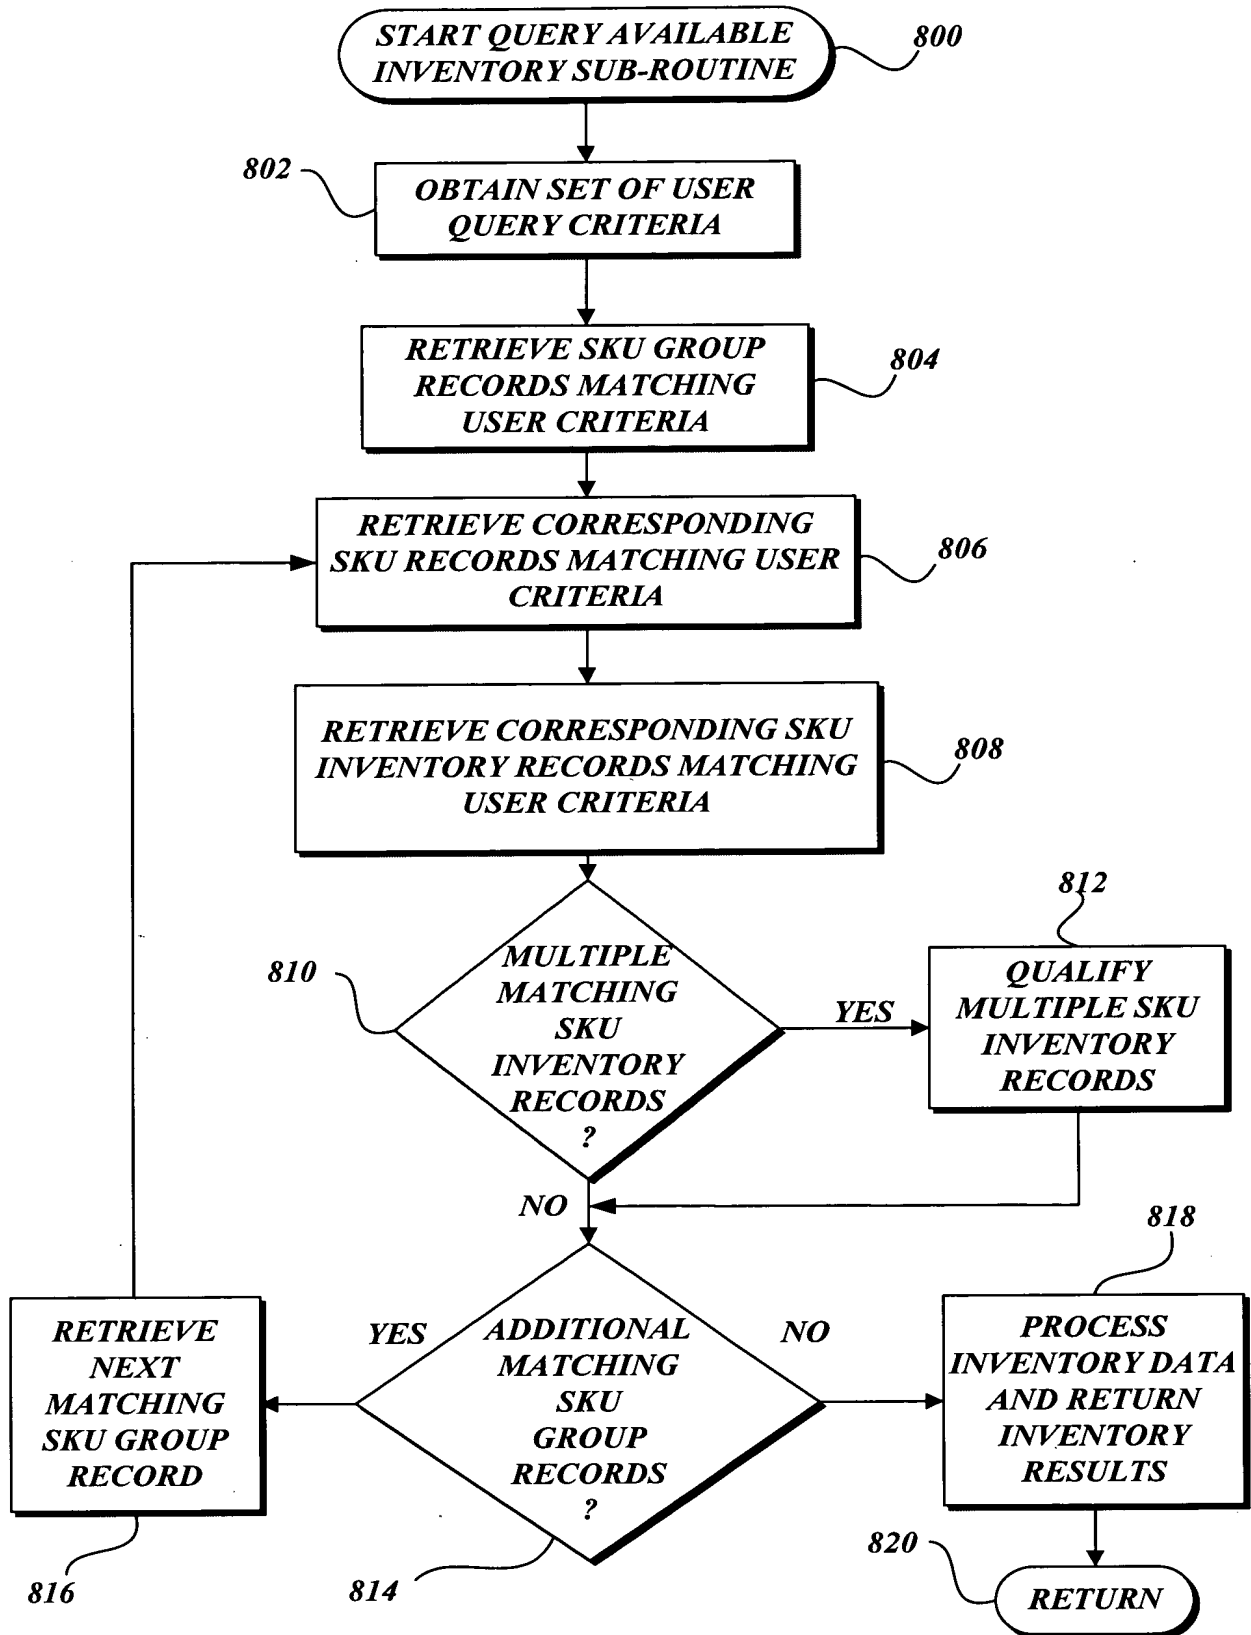 START QUERY AVAILABLE
INVENTORY SUB-ROUTINE
800
802
OBTAIN SET OF USER
QUERY CRITERIA
RETRIEVE SKU GROUP
RECORDS MATCHING
USER CRITERIA
804
RETRIEVE CORRESPONDING
SKU RECORDS MATCHING USER
CRITERIA
806
RETRIEVE CORRESPONDING SKU
INVENTORY RECORDS MATCHING
USER CRITERIA
808
810
MULTIPLE
MATCHING
SKU
INVENTORY
RECORDS
?
YES
812
QUALIFY
MULTIPLE SKU
INVENTORY
RECORDS
NO
818
RETRIEVE
NEXT
MATCHING
SKU GROUP
RECORD
816
YES
ADDITIONAL
MATCHING
SKU
GROUP
RECORDS
?
814
NO
PROCESS
INVENTORY DATA
AND RETURN
INVENTORY
RESULTS
820
RETURN